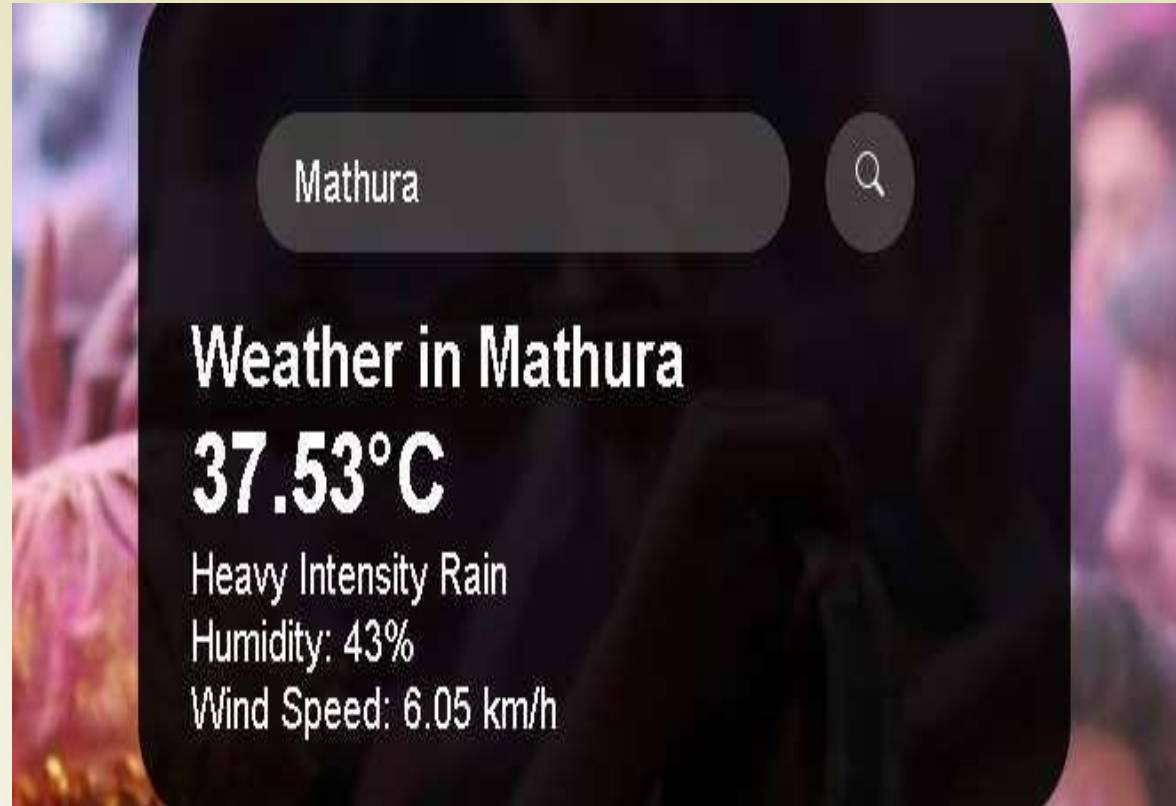 Mathura
Weather in Mathura
37.53°C
Heavy Intensity Rain
Humidity: 43%
Wind Speed: 6.05 km/h